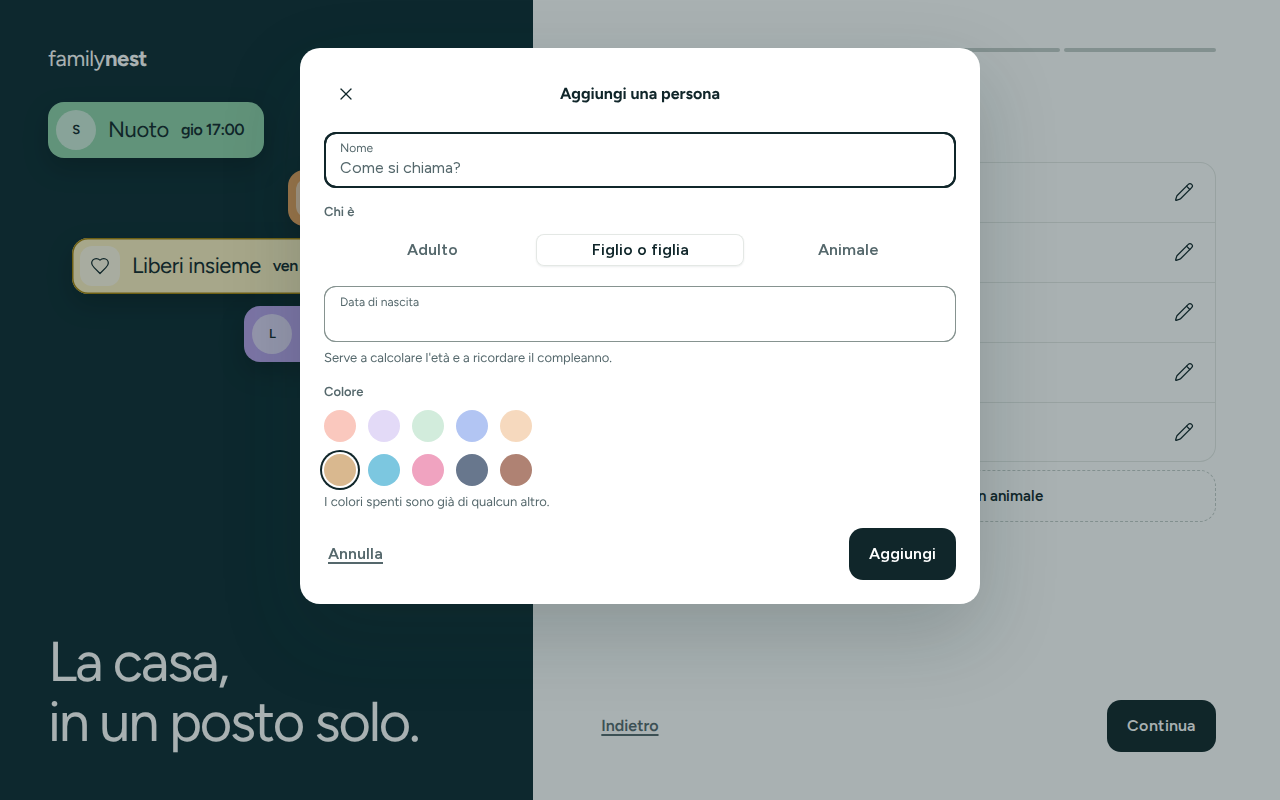 familynest
S Nuoto gio 17:00
Liberi insieme ven
L
Aggiungi una persona
Nome
Come si chiama?
Chi è
Adulto Figlio o figlia Animale
Data di nascita
Serve a calcolare l'età e a ricordare il compleanno.
Colore
I colori spenti sono già di qualcun altro.
Annulla Aggiungi
n animale
La casa,
in un posto solo.
Indietro Continua